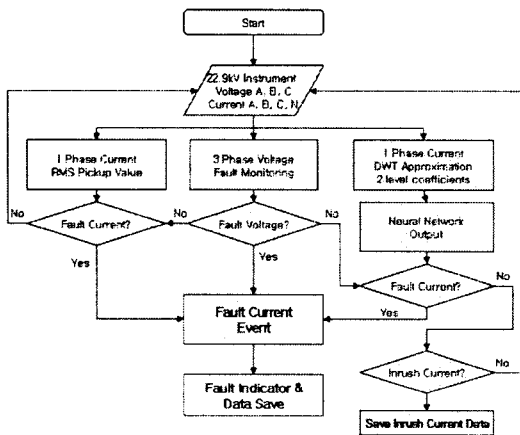 Start
22.9kV Instrument
Voltage A, B, C
Current A, B, C, N
1 Phase Current
RMS Pickup Value
3 Phase Voltage
Fault Monitoring
1 Phase Current
DWT Approximation
2 level coefficients
No
Fault Current?
No
Fault Voltage?
No
Neural Network
Output
Yes
Yes
Fault Current?
No
Fault Current
Event
Yes
Inrush Current?
No
Fault Indicator &
Data Save
Save Inrush Current Data